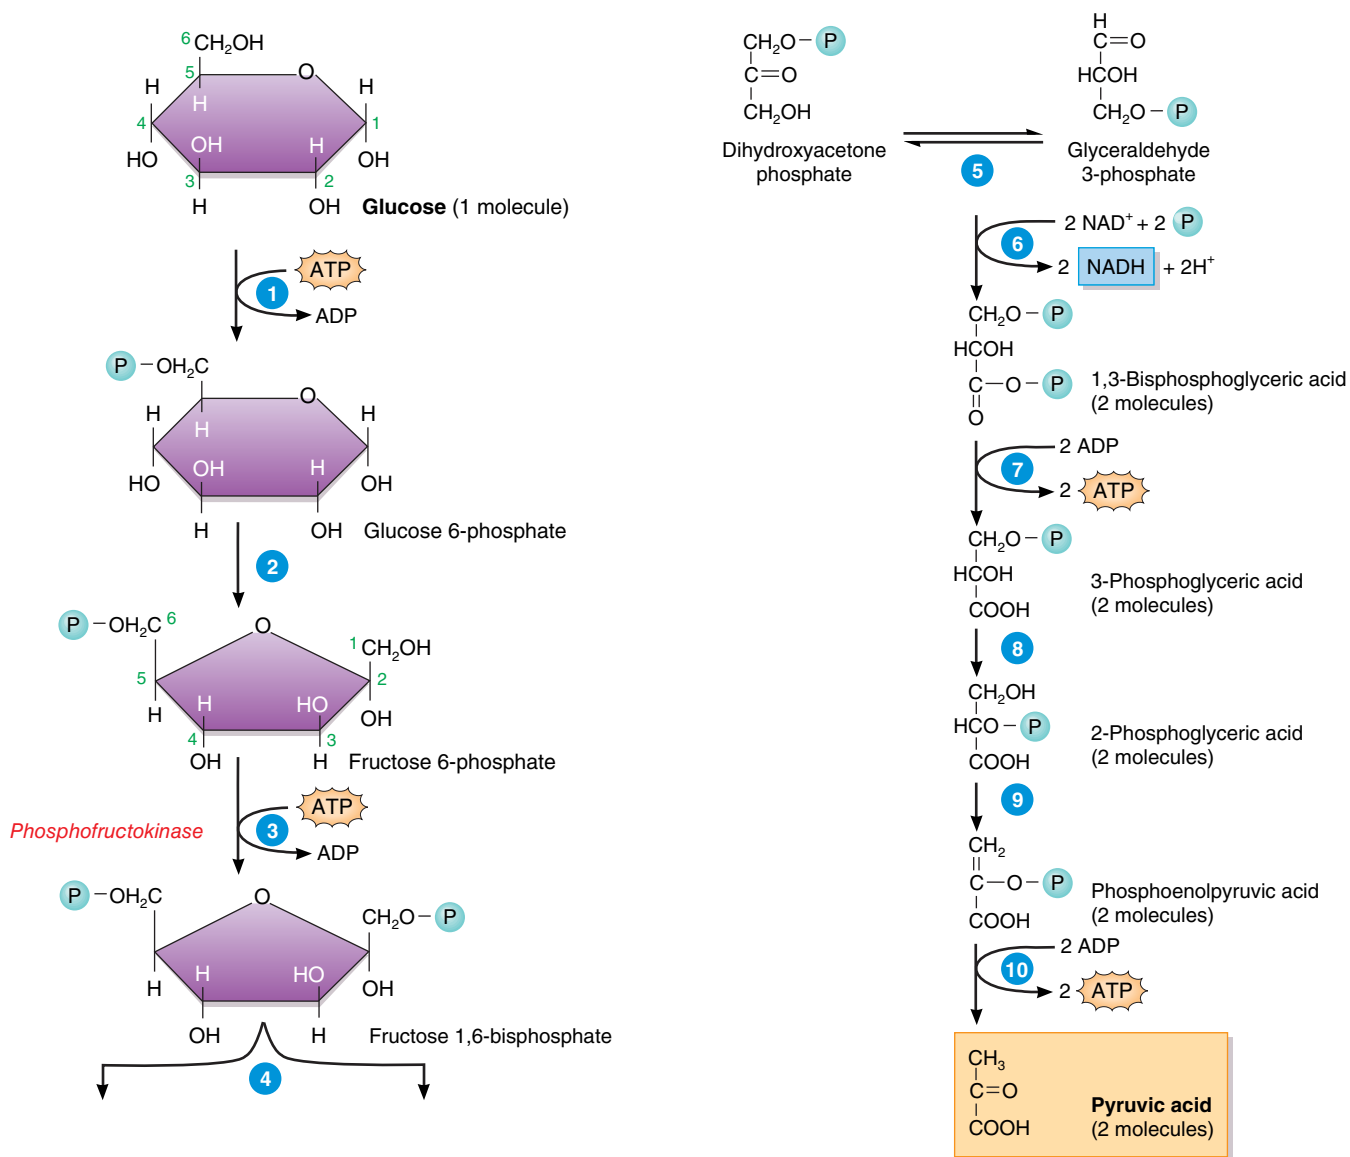 6 CH2OH
5 O
H H H
4 1
HO OH H OH
3 2
H OH Glucose (1 molecule)
ATP
1
ADP
P – OH2C
O
H H H
HO OH H OH
H OH Glucose 6-phosphate
2
P – OH2C 6 O 1 CH2OH
5 2
H H HO OH
4 3
OH H Fructose 6-phosphate
ATP
Phosphofructokinase 3
ADP
P – OH2C O CH2O – P
H H HO OH
OH H Fructose 1,6-bisphosphate
4
CH2O – P
C=O
CH2OH
Dihydroxyacetone
phosphate
5
H
C=O
HCOH
CH2O – P
Glyceraldehyde
3-phosphate
2 NAD+ + 2 P
6
2 NADH + 2H+
CH2O – P
HCOH
C–O–P
O
1,3-Bisphosphoglyceric acid
(2 molecules)
2 ADP
7
2 ATP
CH2O – P
HCOH
COOH
3-Phosphoglyceric acid
(2 molecules)
8
CH2OH
HCO – P
COOH
2-Phosphoglyceric acid
(2 molecules)
9
CH2
C–O–P
COOH
Phosphoenolpyruvic acid
(2 molecules)
2 ADP
10
2 ATP
CH3
C=O
COOH
Pyruvic acid
(2 molecules)